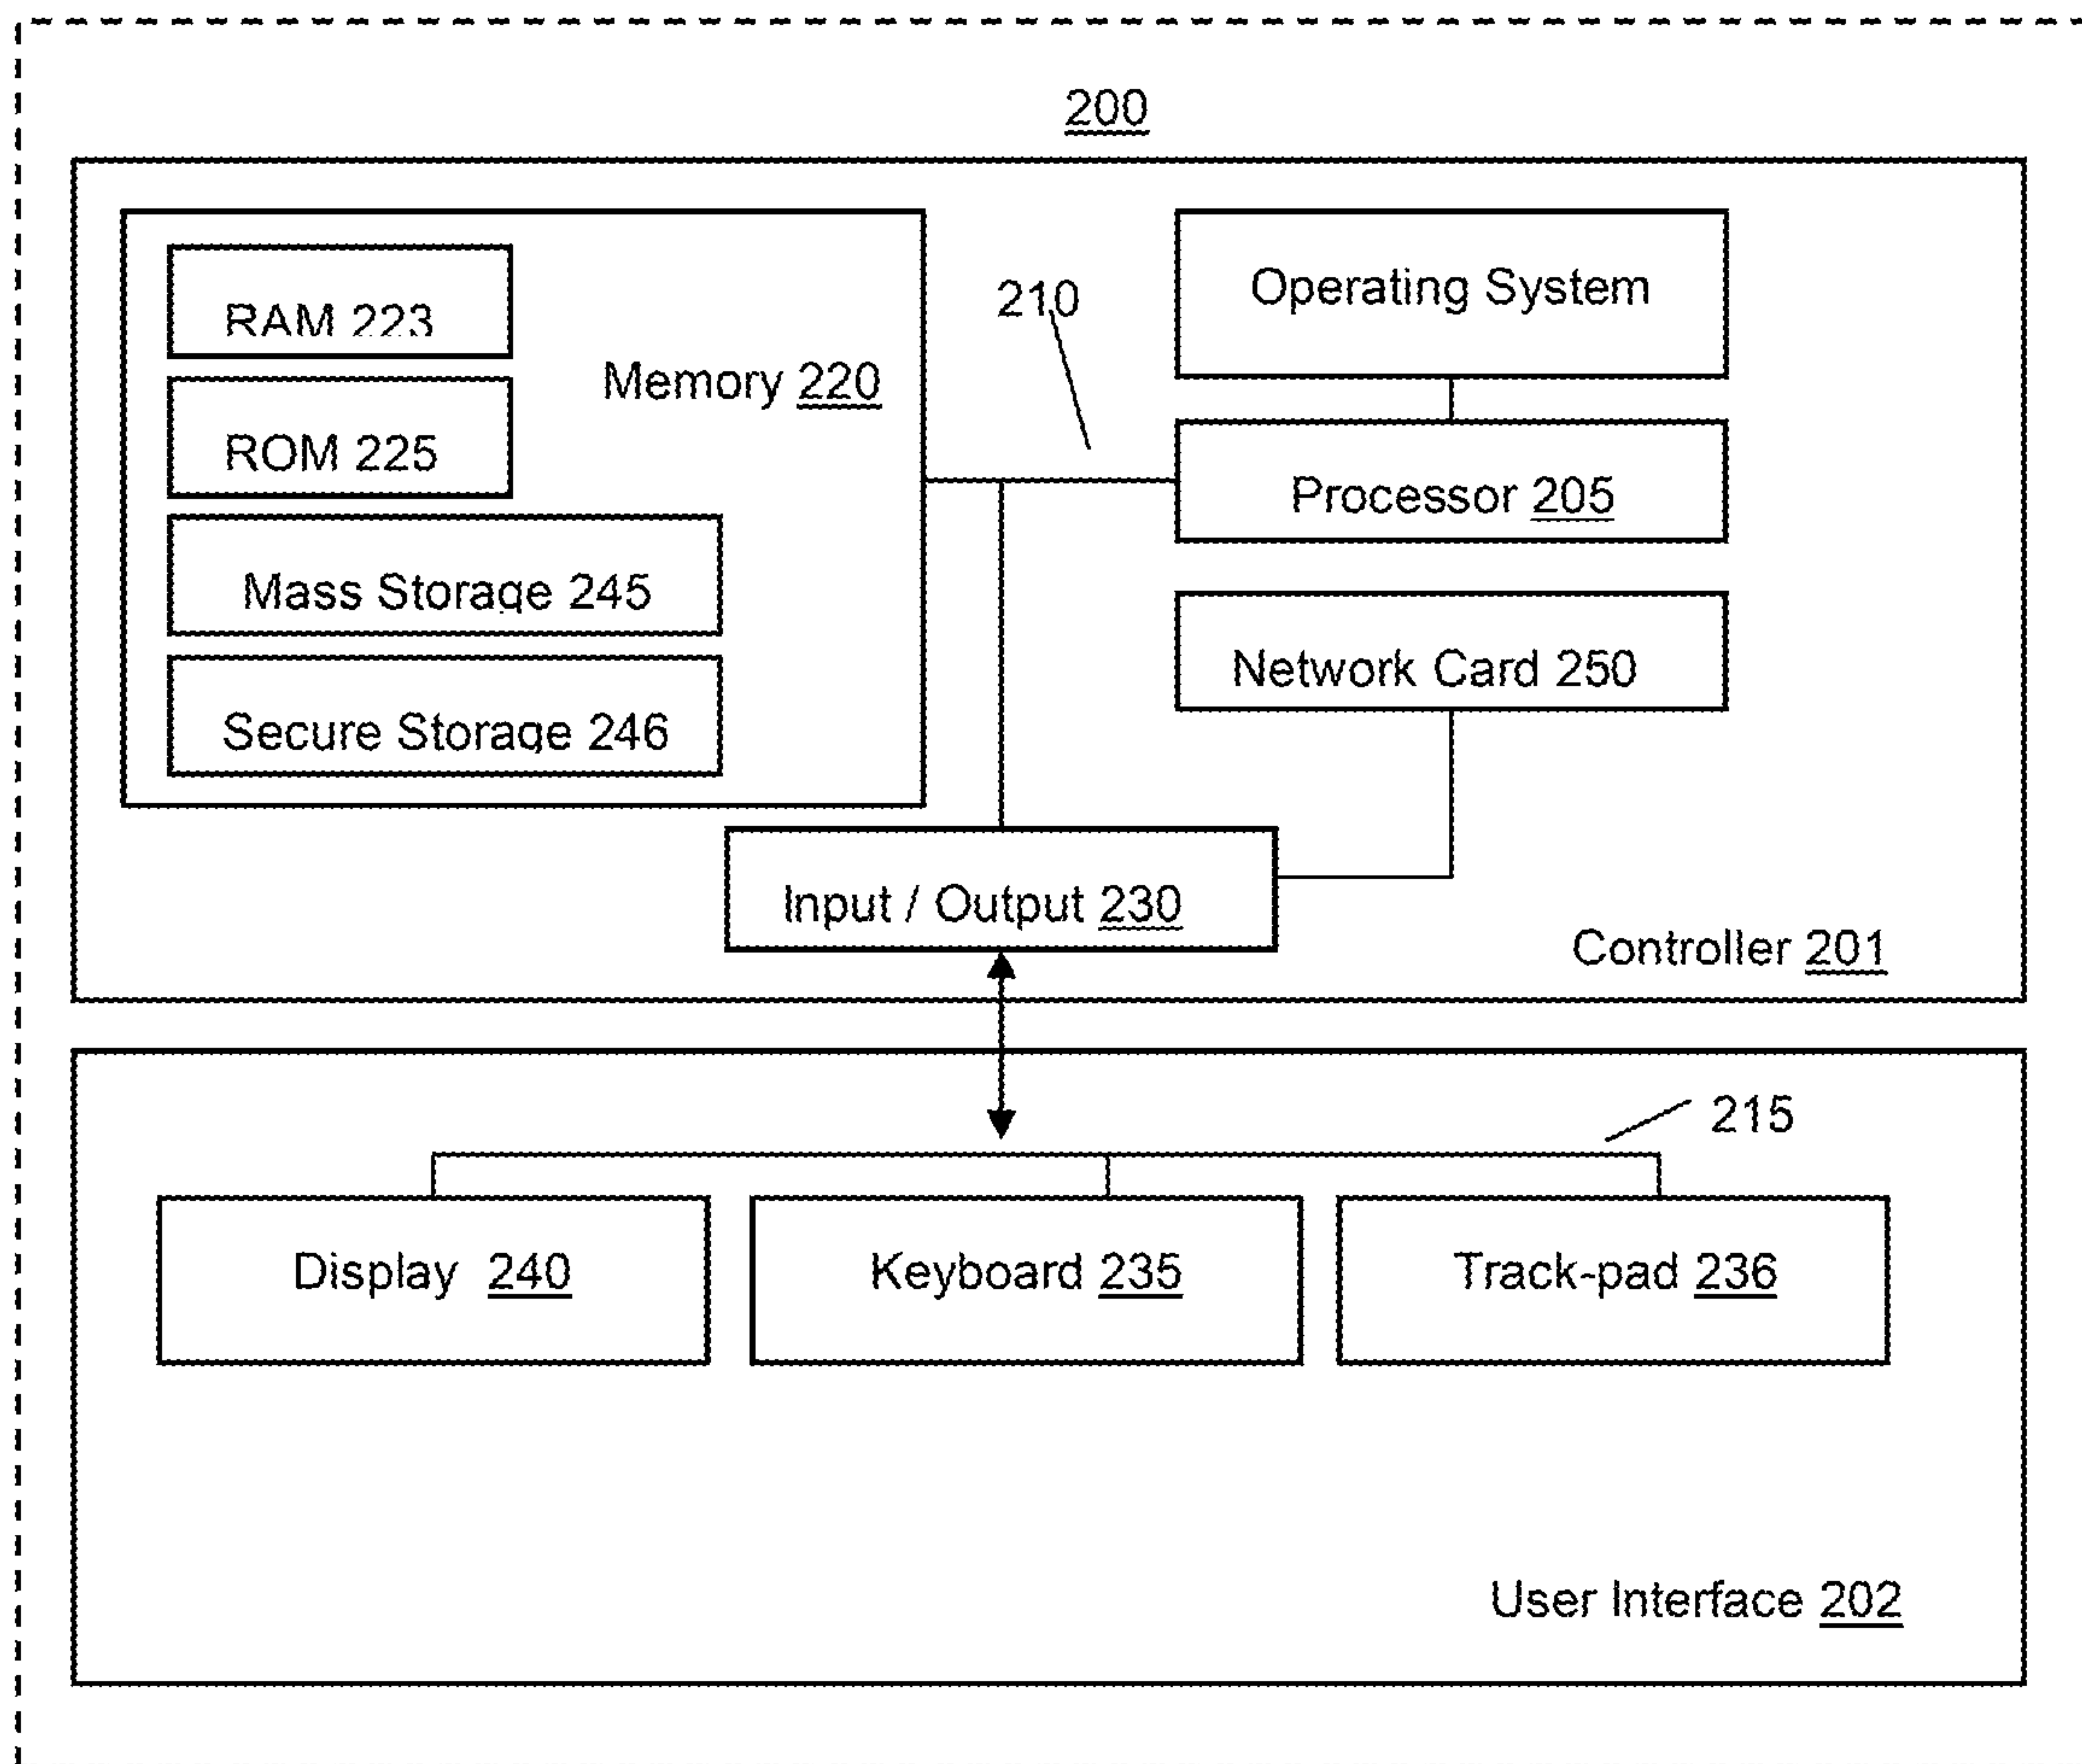 200
RAM 223
ROM 225
Mass Storage 245
Secure Storage 246
Memory 220
210
Operating System
Processor 205
Network Card 250
Input / Output 230
Controller 201
215
Display 240
Keyboard 235
Track-pad 236
User Interface 202